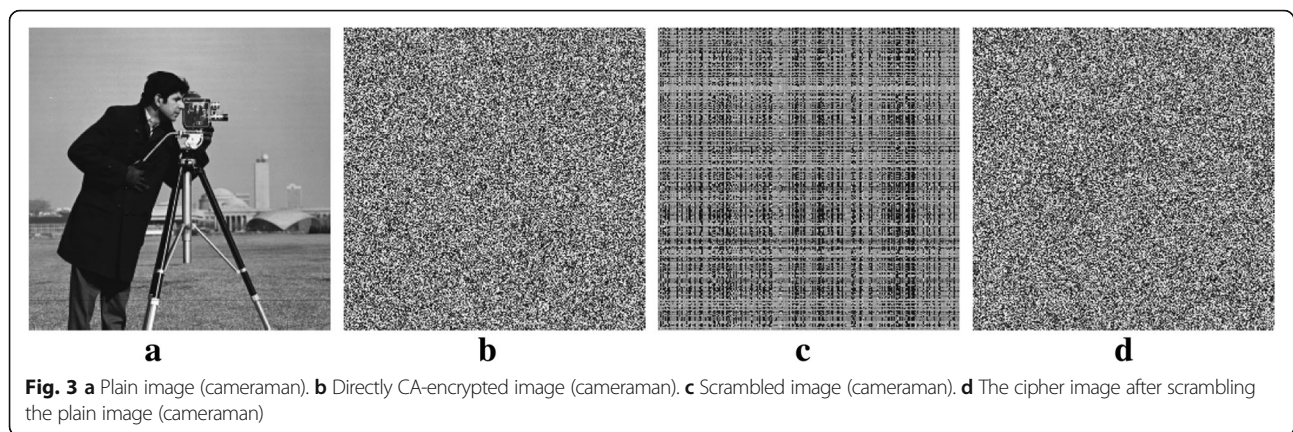 a b c d
Fig. 3 a Plain image (cameraman). b Directly CA-encrypted image (cameraman). c Scrambled image (cameraman). d The cipher image after scrambling
the plain image (cameraman)